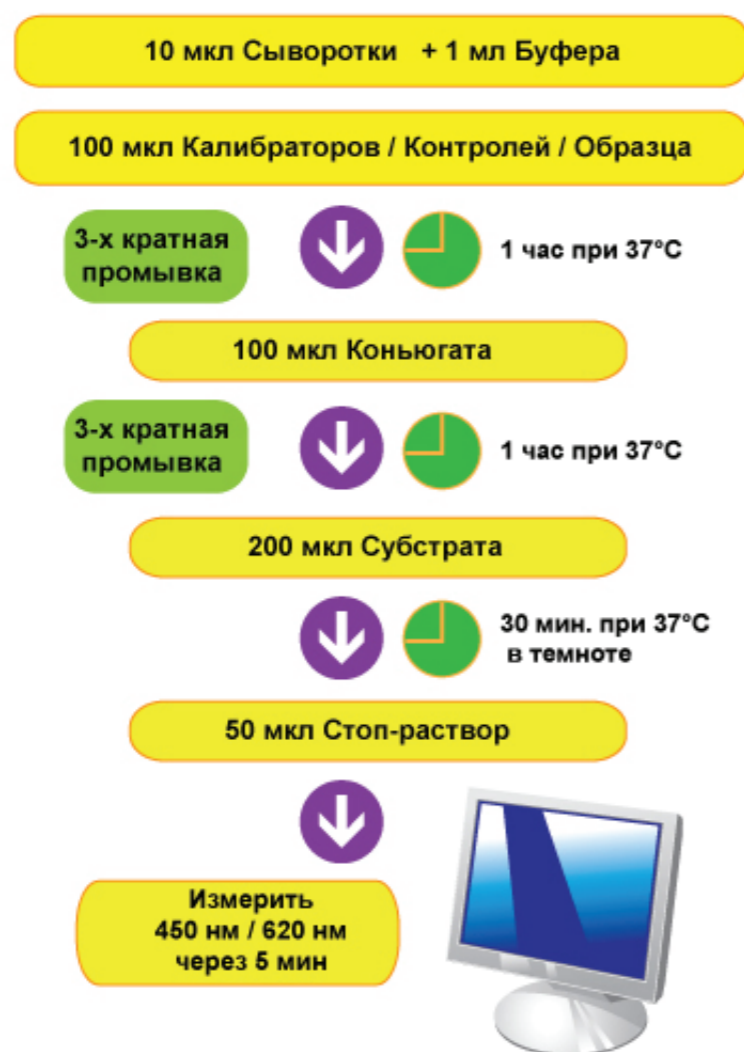 10 мкл Сыворотки + 1 мл Буфера
100 мкл Калибраторов / Контролей / Образца
3-х кратная
промывка
1 час при 37°C
100 мкл Коньюгата
3-х кратная
промывка
1 час при 37°C
200 мкл Субстрата
30 мин. при 37°C
в темноте
50 мкл Стоп-раствор
Измерить
450 нм / 620 нм
через 5 мин